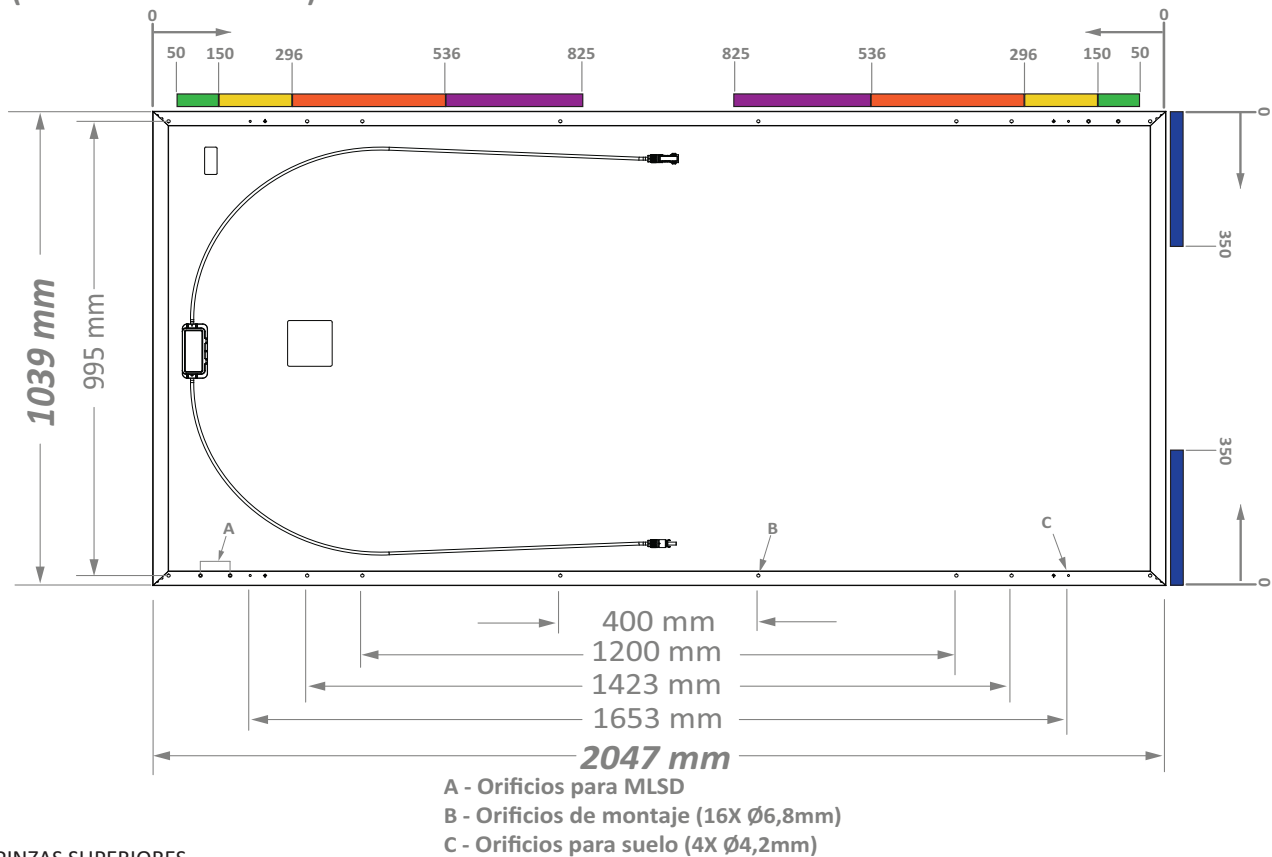 0 0
50 150 296 536 825 825 536 296 150 50
0
350
1039 mm
995 mm
350
A B C
0
400 mm
1200 mm
1423 mm
1653 mm
2047 mm
A - Orificios para MLSD
B - Orificios de montaje (16X Ø6,8mm)
C - Orificios para suelo (4X Ø4,2mm)
PINZAS SUPERIORES